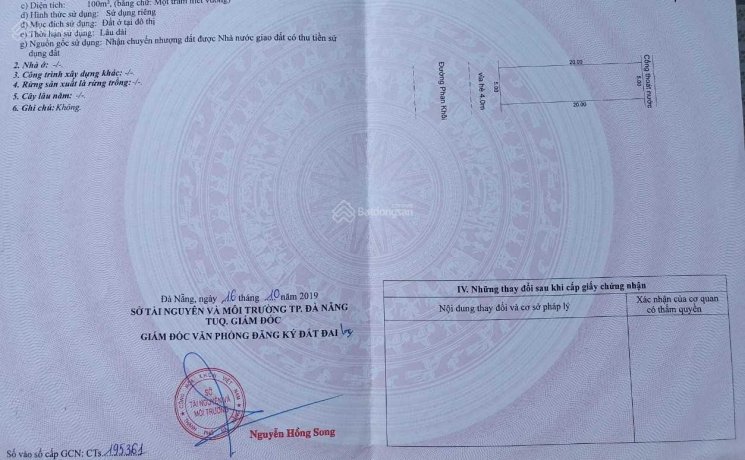 c) Diện tích: 100m², (bằng chữ: Một trăm mét vuông)
d) Hình thức sử dụng: Sử dụng riêng
đ) Mục đích sử dụng: Đất ở tại đô thị
e) Thời hạn sử dụng: Lâu dài
g) Nguồn gốc sử dụng: Nhận chuyển nhượng đất được Nhà nước giao đất có thu tiền sử
dụng đất
2. Nhà ở: -/-.
3. Công trình xây dựng khác: -/-.
4. Rừng sản xuất là rừng trồng: -/-.
5. Cây lâu năm: -/-.
6. Ghi chú: Không.
Đà Nẵng, ngày 16 tháng 10 năm 2019
SỞ TÀI NGUYÊN VÀ MÔI TRƯỜNG TP. ĐÀ NẴNG
TUQ. GIÁM ĐỐC
GIÁM ĐỐC VĂN PHÒNG ĐĂNG KÝ ĐẤT ĐAI
SỞ
TÀI NGUYÊN VÀ
MÔI TRƯỜNG
Nguyễn Hồng Song
Số vào sổ cấp GCN: CTs 195361
Batdongsan
Đường Phan Khôi
vỉa hè 4.0m
5.00
20.00
20.00
5.00
Cống thoát nước
IV. Những thay đổi sau khi cấp giấy chứng nhận
Nội dung thay đổi và cơ sở pháp lý
Xác nhận của cơ quan
có thẩm quyền